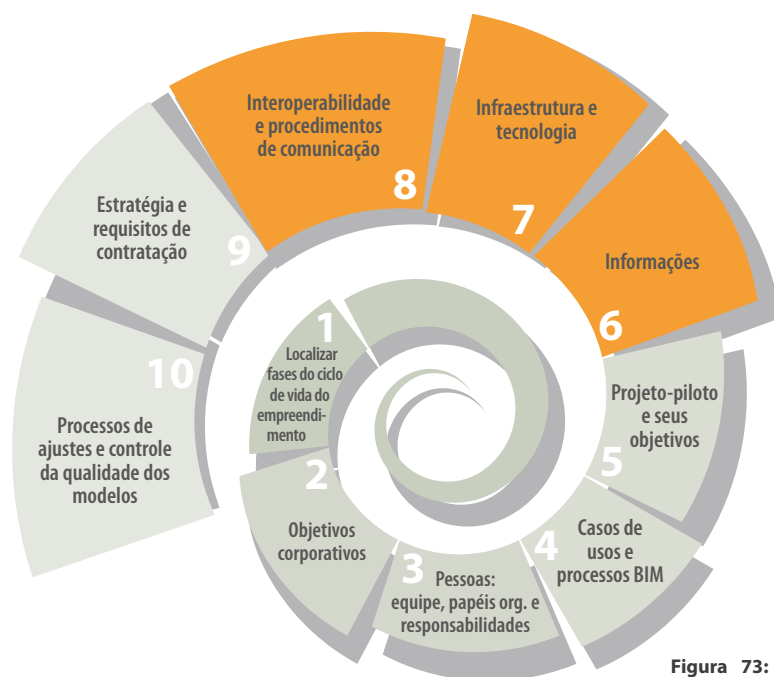 1
Localizar
fases do ciclo
de vida do
empreendi-
mento
2
Objetivos
corporativos
3
Pessoas:
equipe, papéis org. e
responsabilidades
4
Casos de
usos e
processos BIM
5
Projeto-piloto
e seus
objetivos
6
Informações
7
Infraestrutura e
tecnologia
8
Interoperabilidade
e procedimentos
de comunicação
9
Estratégia e
requisitos de
contratação
10
Processos de
ajustes e controle
da qualidade dos
modelos
Figura 73: